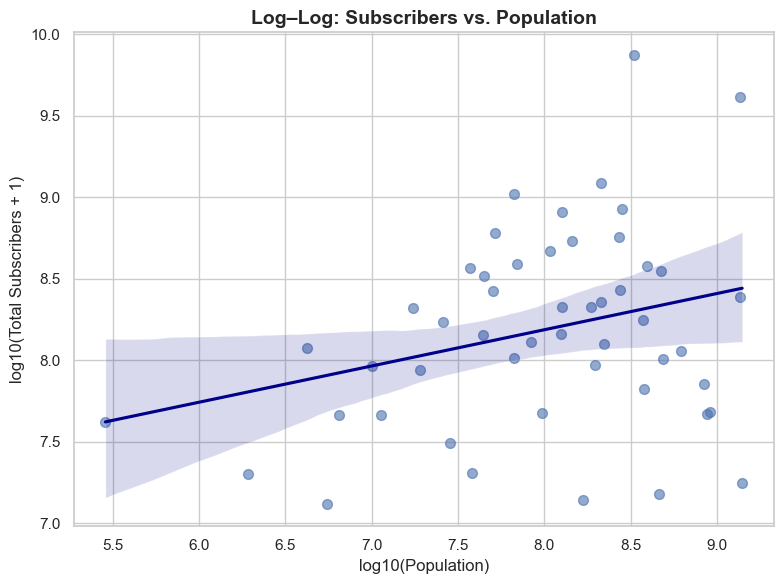 Log–Log: Subscribers vs. Population
log10(Total Subscribers + 1)
10.0
9.5
9.0
8.5
8.0
7.5
7.0
5.5 6.0 6.5 7.0 7.5 8.0 8.5 9.0
log10(Population)